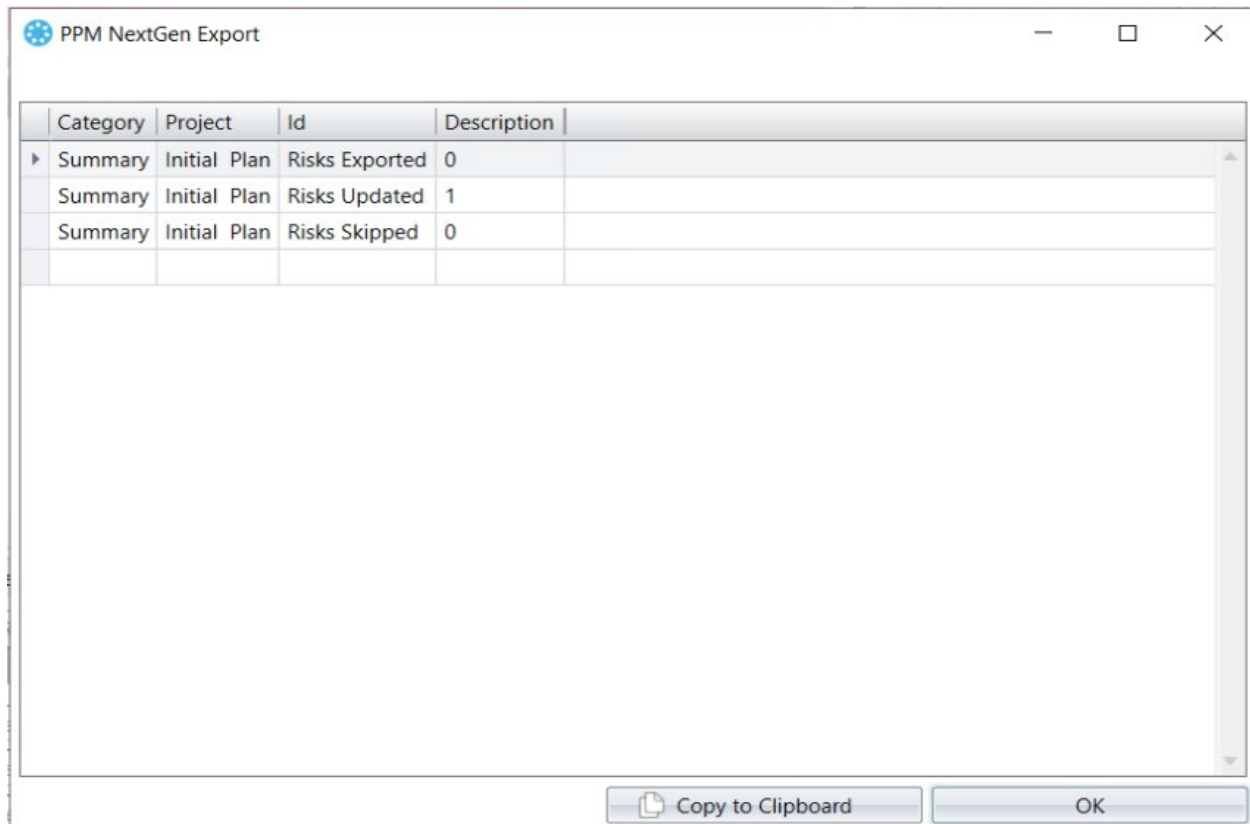 PPM NextGen Export
Category Project Id Description
Summary Initial Plan Risks Exported 0
Summary Initial Plan Risks Updated 1
Summary Initial Plan Risks Skipped 0
Copy to Clipboard OK